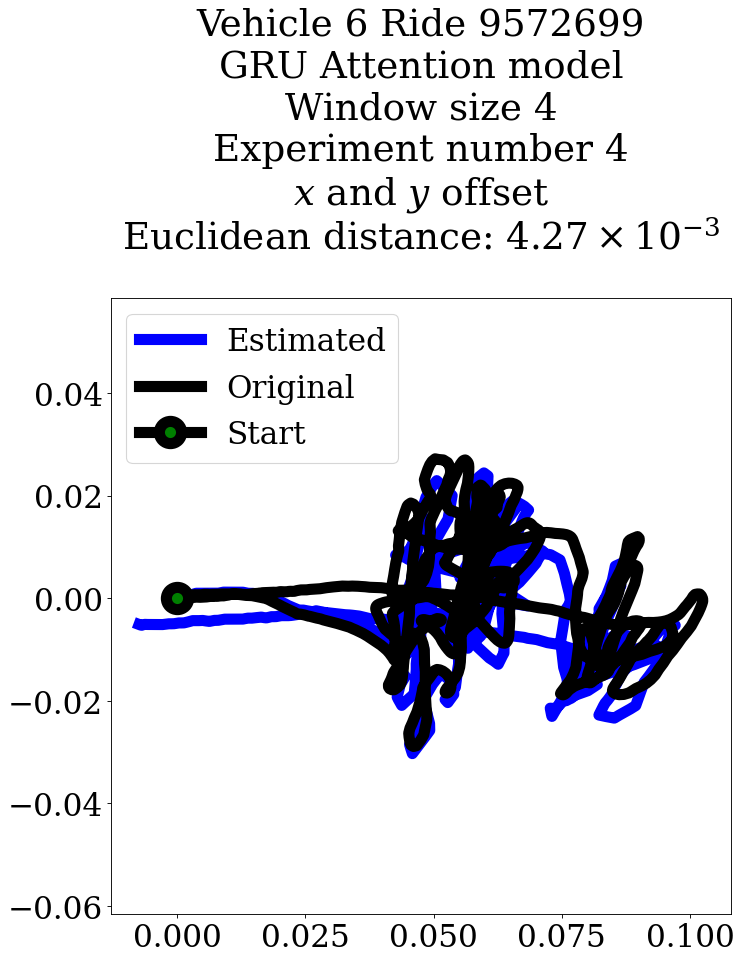 Vehicle 6 Ride 9572699
GRU Attention model
Window size 4
Experiment number 4
x and y offset
Euclidean distance: 4.27 × 10⁻³
Estimated
Original
Start
0.04
0.02
0.00
−0.02
−0.04
−0.06
0.000 0.025 0.050 0.075 0.100